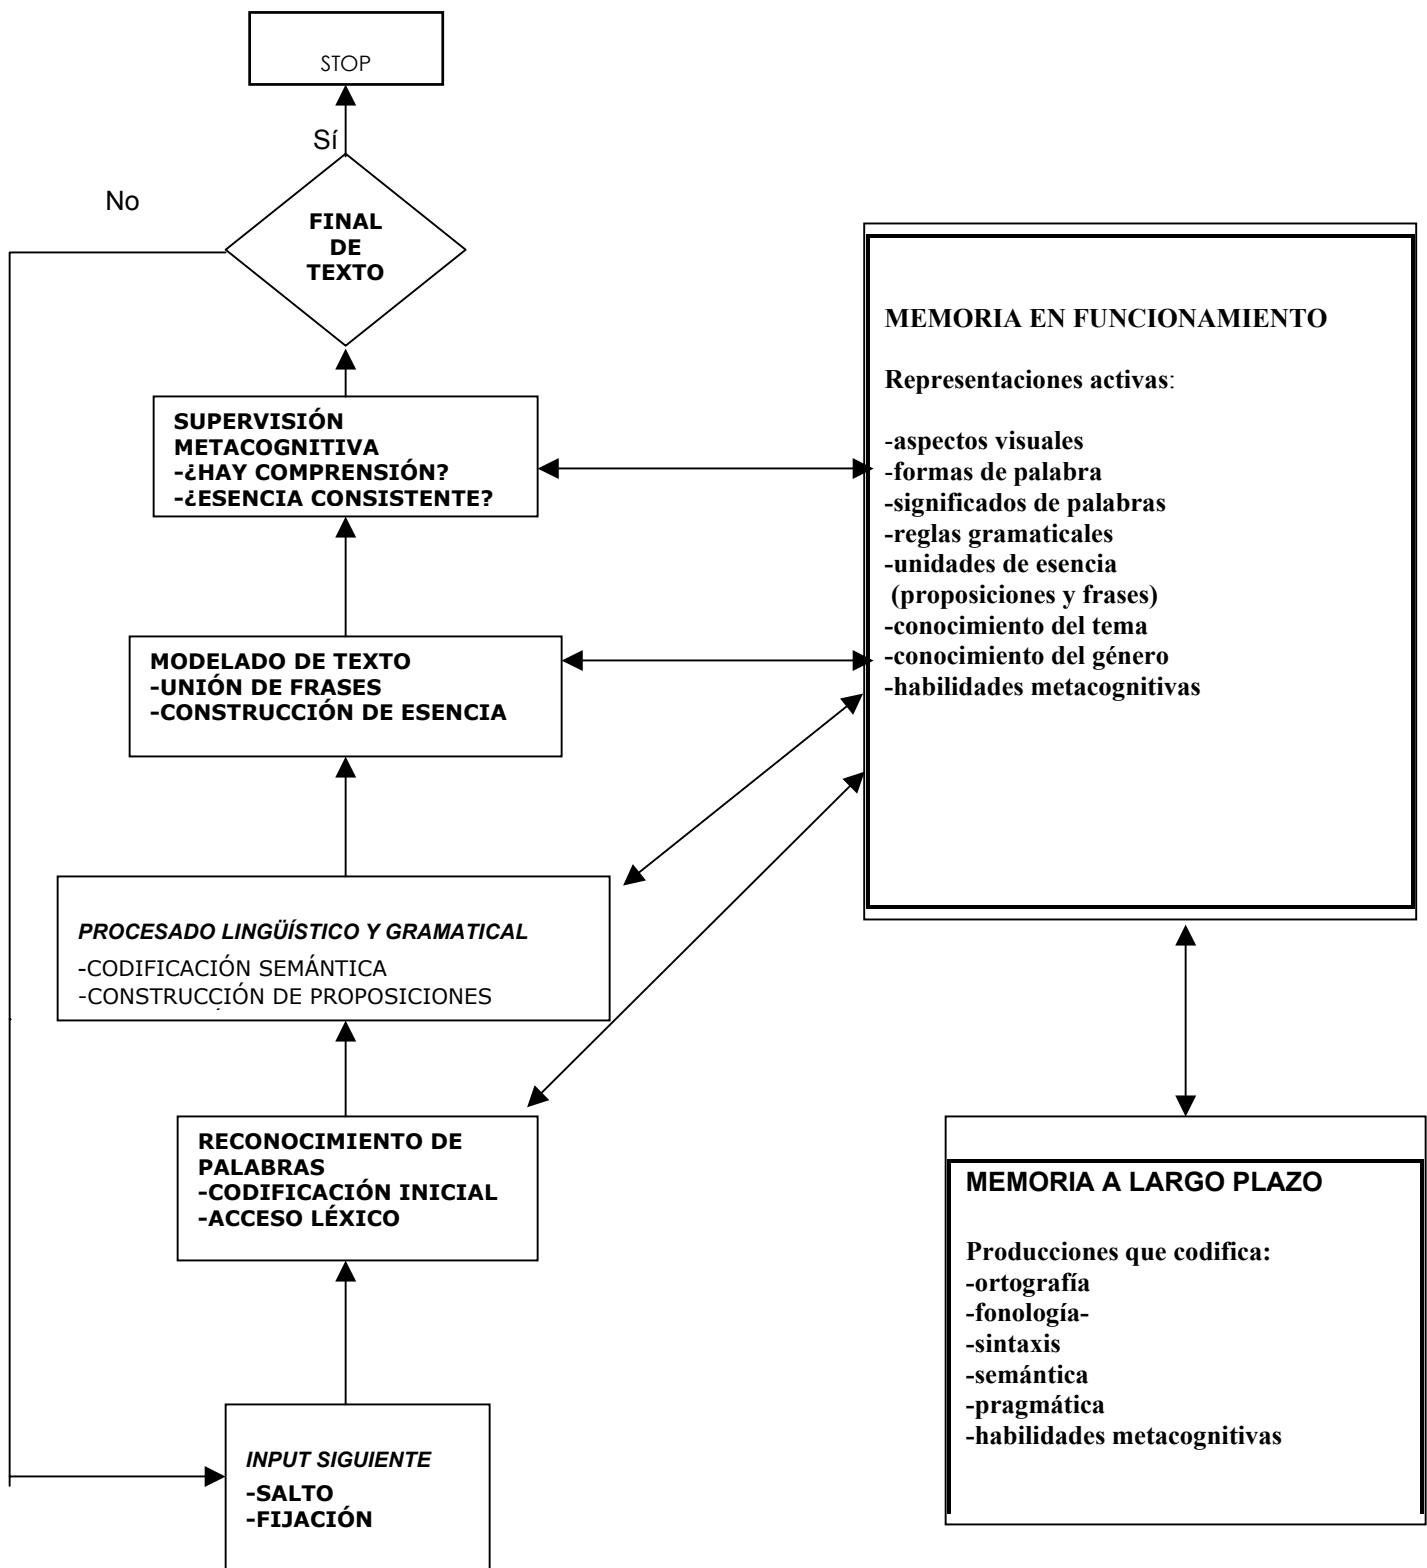 STOP
Sí
No
FINAL
DE
TEXTO
SUPERVISIÓN
METACOGNITIVA
-¿HAY COMPRENSIÓN?
-¿ESENCIA CONSISTENTE?
MODELADO DE TEXTO
-UNIÓN DE FRASES
-CONSTRUCCIÓN DE ESENCIA
PROCESADO LINGÜÍSTICO Y GRAMATICAL
-CODIFICACIÓN SEMÁNTICA
-CONSTRUCCIÓN DE PROPOSICIONES
RECONOCIMIENTO DE
PALABRAS
-CODIFICACIÓN INICIAL
-ACCESO LÉXICO
INPUT SIGUIENTE
-SALTO
-FIJACIÓN
MEMORIA EN FUNCIONAMIENTO
Representaciones activas:
-aspectos visuales
-formas de palabra
-significados de palabras
-reglas gramaticales
-unidades de esencia
(proposiciones y frases)
-conocimiento del tema
-conocimiento del género
-habilidades metacognitivas
MEMORIA A LARGO PLAZO
Producciones que codifica:
-ortografía
-fonología-
-sintaxis
-semántica
-pragmática
-habilidades metacognitivas